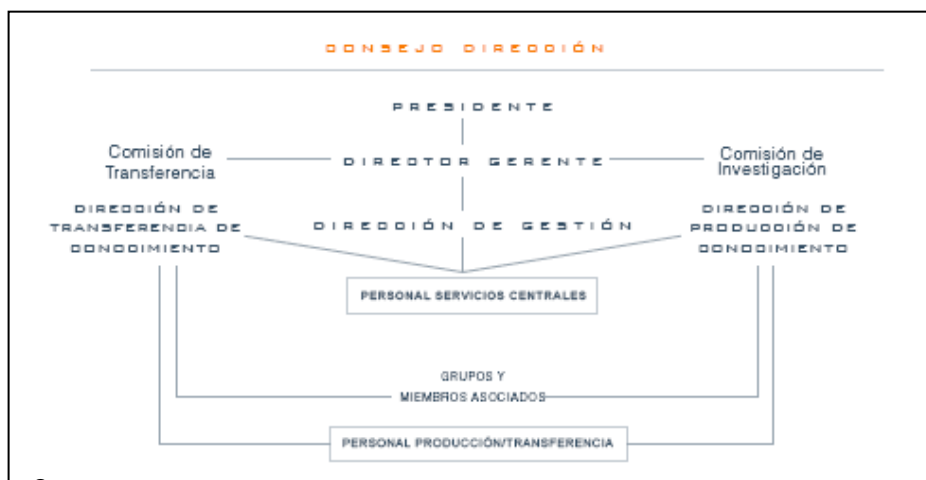 CONSEJO DIRECCIÓN
PRESIDENTE
Comisión de
Transferencia
DIRECTOR GERENTE
Comisión de
Investigación
DIRECCIÓN DE
TRANSFERENCIA DE
CONOCIMIENTO
DIRECCIÓN DE GESTIÓN
DIRECCIÓN DE
PRODUCCIÓN DE
CONOCIMIENTO
PERSONAL SERVICIOS CENTRALES
GRUPOS Y
MIEMBROS ASOCIADOS
PERSONAL PRODUCCIÓN/TRANSFERENCIA